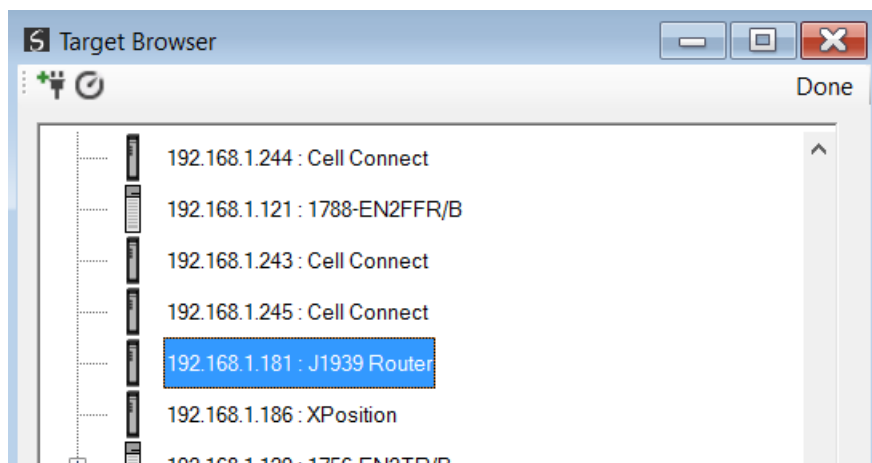 Target Browser
Done
192.168.1.244 : Cell Connect
192.168.1.121 : 1788-EN2FFR/B
192.168.1.243 : Cell Connect
192.168.1.245 : Cell Connect
192.168.1.181 : J1939 Router
192.168.1.186 : XPosition